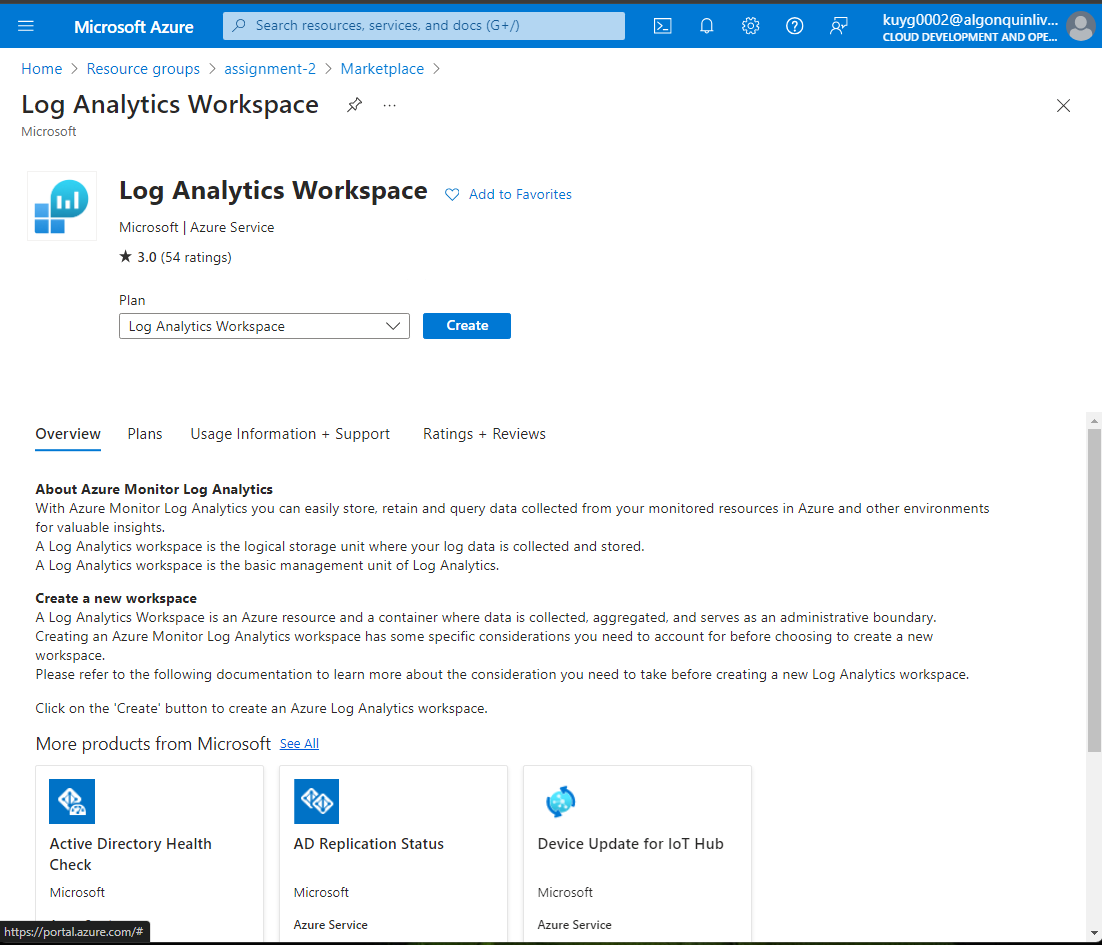 Microsoft Azure
Search resources, services, and docs (G+/)
kuyg0002@algonquinliv...
CLOUD DEVELOPMENT AND OPE...
Home > Resource groups > assignment-2 > Marketplace >
Log Analytics Workspace
Microsoft
Log Analytics Workspace
Add to Favorites
Microsoft | Azure Service
★ 3.0 (54 ratings)
Plan
Log Analytics Workspace
Create
Overview Plans Usage Information + Support Ratings + Reviews
About Azure Monitor Log Analytics
With Azure Monitor Log Analytics you can easily store, retain and query data collected from your monitored resources in Azure and other environments
for valuable insights.
A Log Analytics workspace is the logical storage unit where your log data is collected and stored.
A Log Analytics workspace is the basic management unit of Log Analytics.
Create a new workspace
A Log Analytics Workspace is an Azure resource and a container where data is collected, aggregated, and serves as an administrative boundary.
Creating an Azure Monitor Log Analytics workspace has some specific considerations you need to account for before choosing to create a new
workspace.
Please refer to the following documentation to learn more about the consideration you need to take before creating a new Log Analytics workspace.
Click on the 'Create' button to create an Azure Log Analytics workspace.
More products from Microsoft See All
Active Directory Health
Check
Microsoft
AD Replication Status
Microsoft
Azure Service
Device Update for IoT Hub
Microsoft
Azure Service
https://portal.azure.com/#